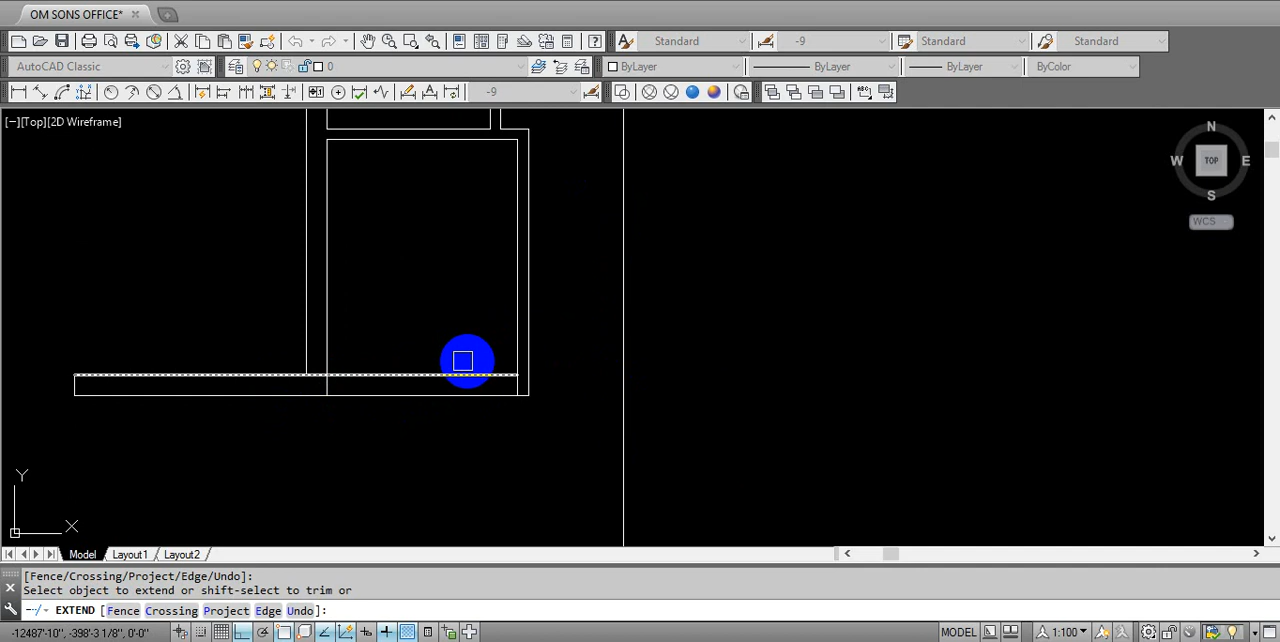 OM SONS OFFICE*
Standard -9 Standard Standard
AutoCAD Classic 0 ByLayer ByLayer ByLayer ByColor
-9
[−][Top][2D Wireframe]
N
W TOP E
S
WCS
Y
X
Model Layout1 Layout2
[Fence/Crossing/Project/Edge/Undo]:
Select object to extend or shift-select to trim or
EXTEND [Fence Crossing Project Edge Undo]:
-12487'-10", -398'-3 1/8", 0'-0" MODEL 1:100